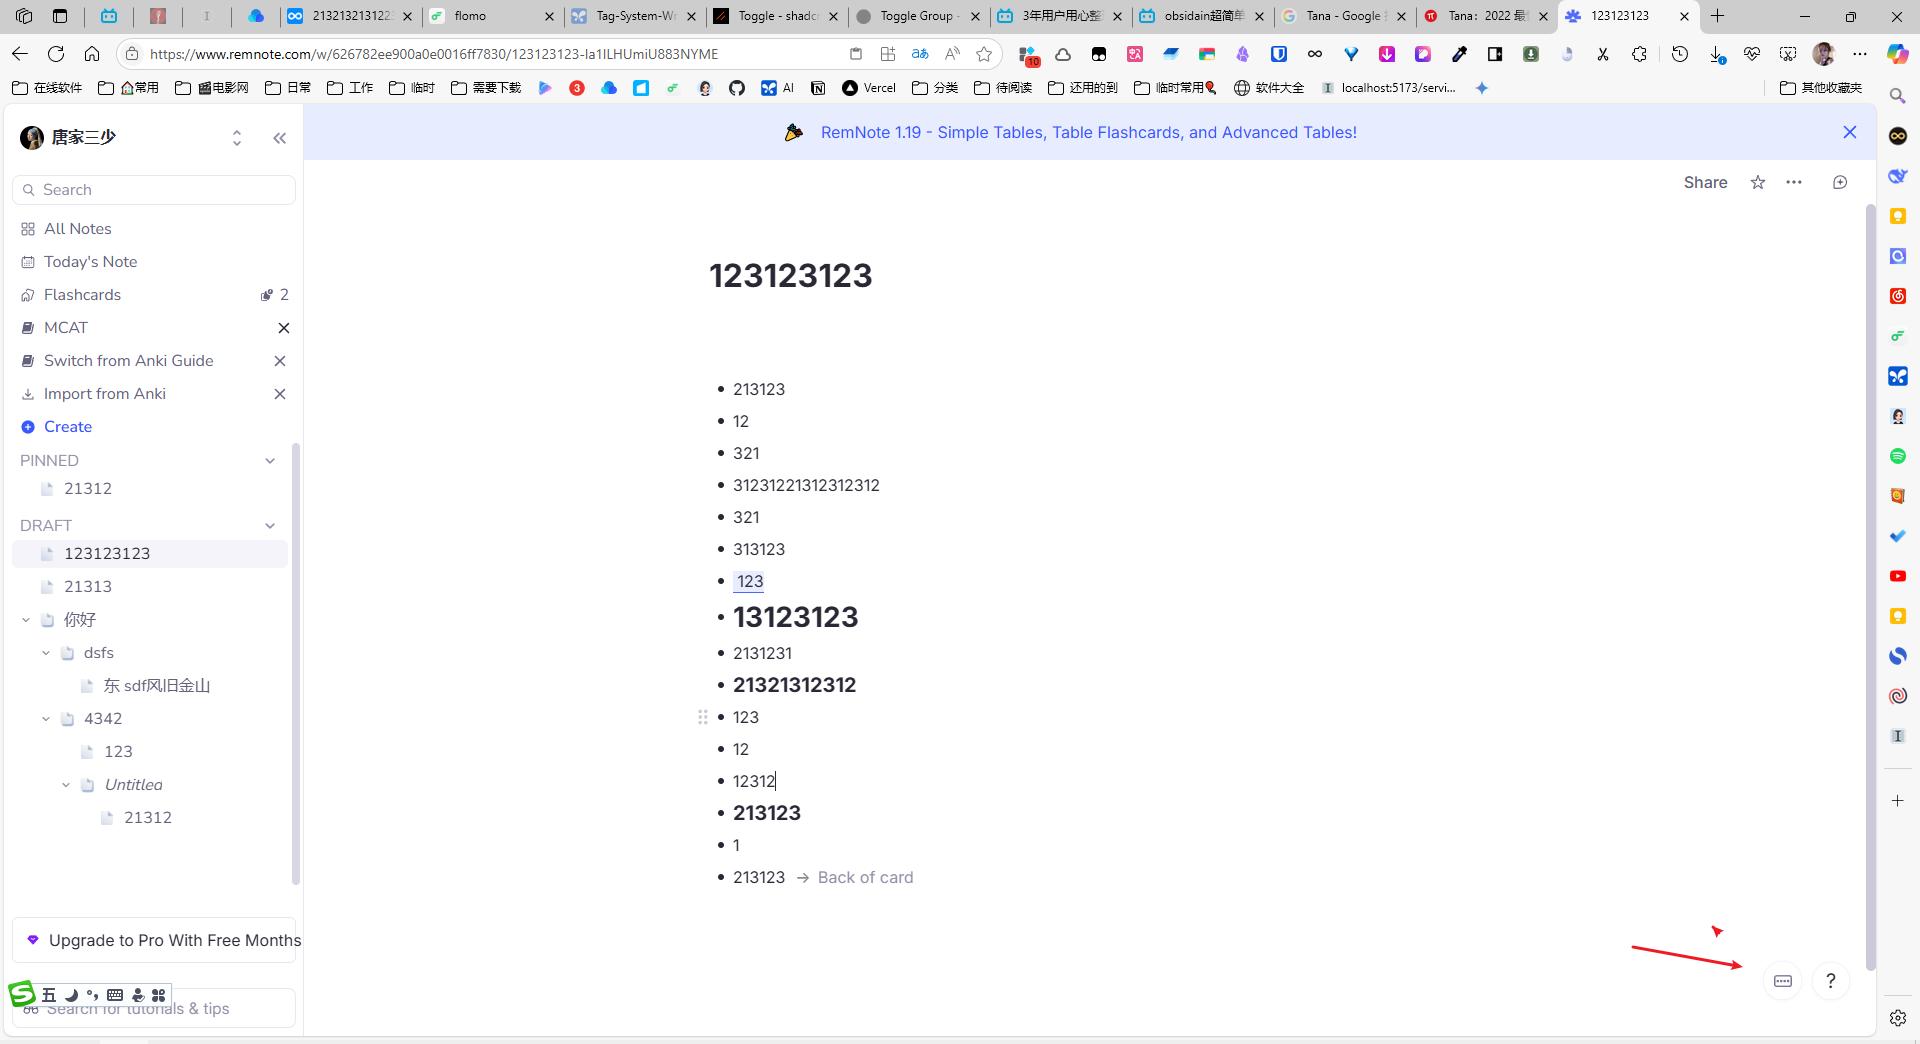 2132132131223
flomo
Tag-System-Wr
Toggle - shadcr
Toggle Group -
3年用户用心整
obsidain超简单
Tana - Google
Tana：2022 最
123123123
https://www.remnote.com/w/626782ee900a0e0016ff7830/123123123-Ia1lLHUmiU883NYME
10
在线软件
常用
电影网
日常
工作
临时
需要下载
3
AI
Vercel
分类
待阅读
还用的到
临时常用
软件大全
localhost:5173/servi...
其他收藏夹
唐家三少
RemNote 1.19 - Simple Tables, Table Flashcards, and Advanced Tables!
Search
Share
All Notes
Today's Note
Flashcards
2
MCAT
Switch from Anki Guide
Import from Anki
Create
PINNED
21312
DRAFT
123123123
21313
你好
dsfs
东 sdf风旧金山
4342
123
Untitled
21312
Upgrade to Pro With Free Months
五
Search for tutorials & tips
123123123
213123
12
321
31231221312312312
321
313123
123
13123123
2131231
21321312312
123
12
12312
213123
1
213123 → Back of card
?